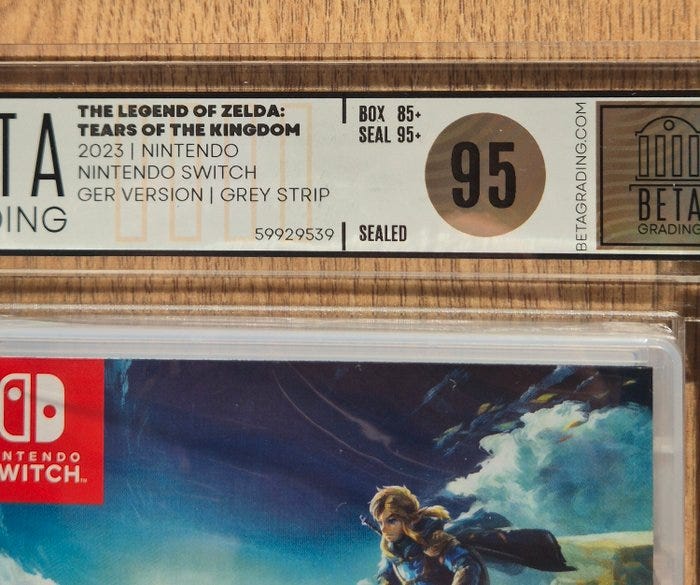 TA
DING
THE LEGEND OF ZELDA:
TEARS OF THE KINGDOM
2023 | NINTENDO
NINTENDO SWITCH
GER VERSION | GREY STRIP
59929539
BOX 85+
SEAL 95+
SEALED
95
BETAGRADING.COM
BETA
GRADING
NINTENDO
SWITCH™